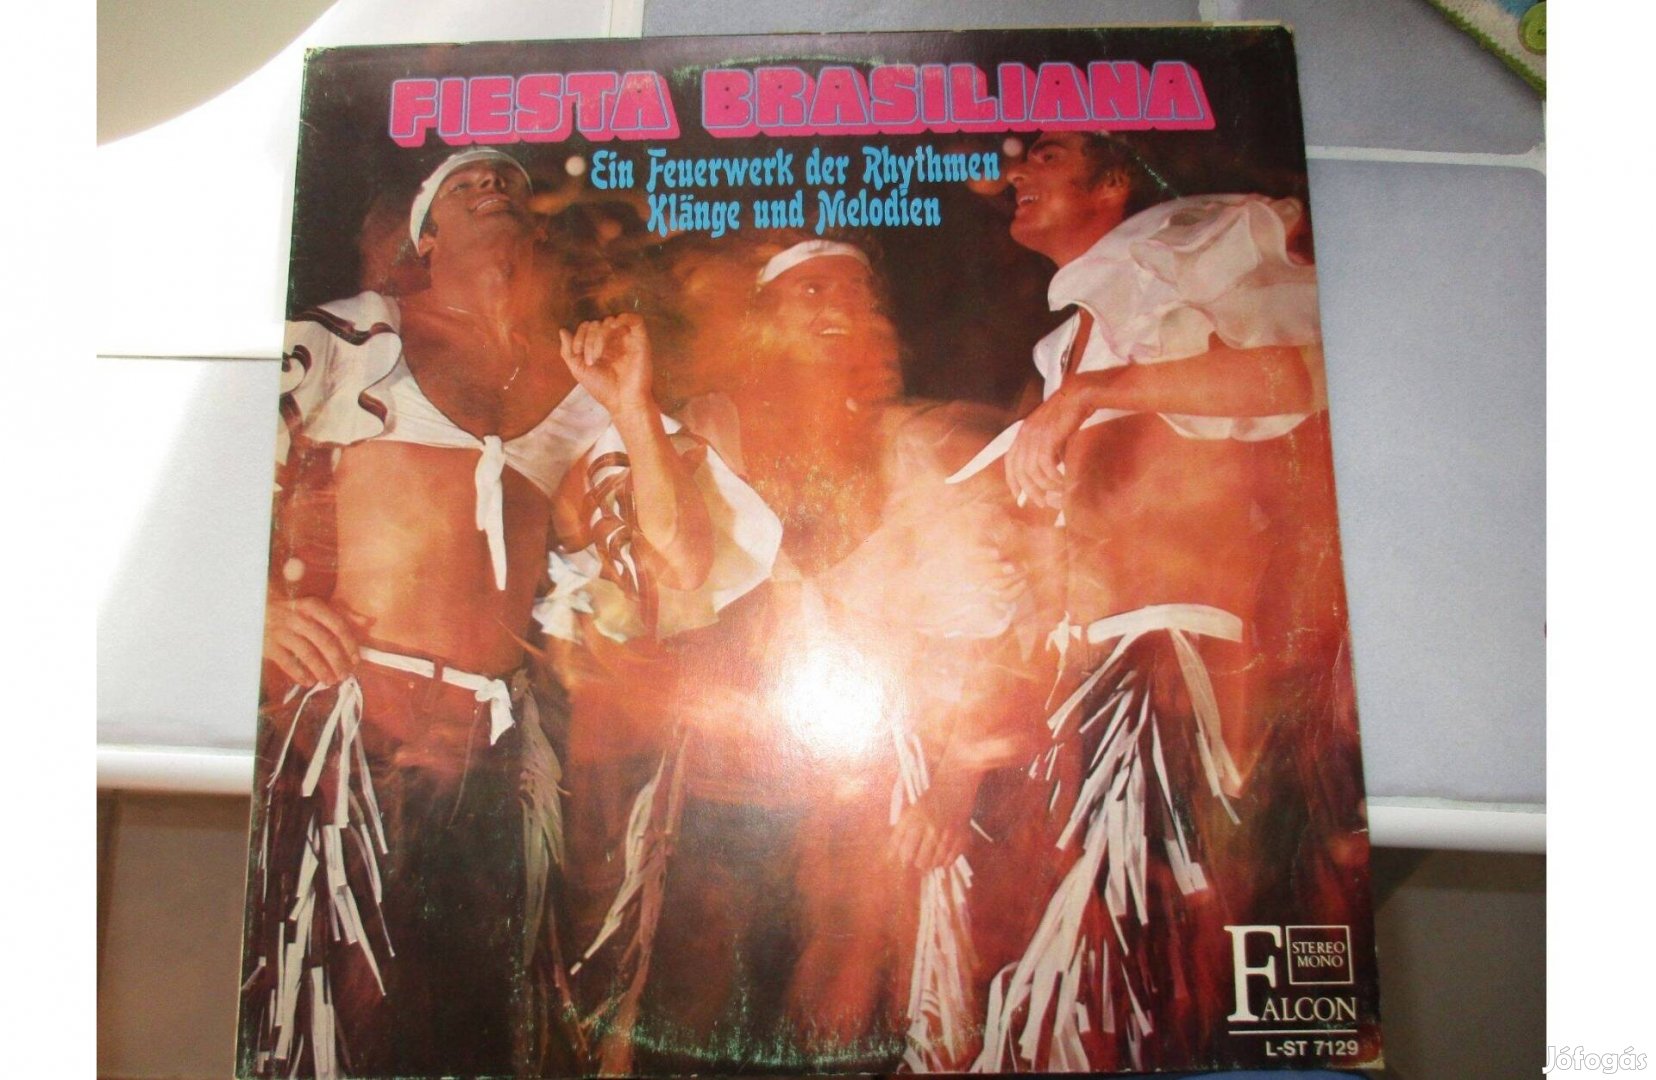 FIESTA BRASILIANA
Ein Feuerwerk der Rhythmen
Klänge und Melodien
STEREO
MONO
FALCON
L-ST 7129
Jófogás